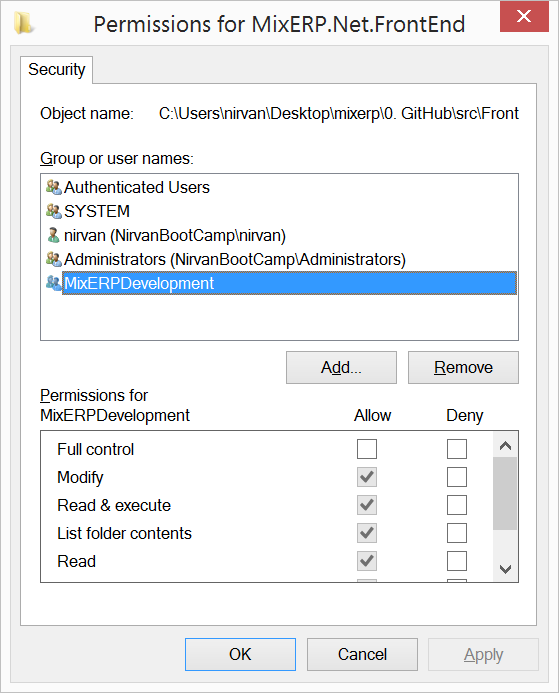 Permissions for MixERP.Net.FrontEnd
Security
Object name: C:\Users\nirvan\Desktop\mixerp\0. GitHub\src\Front
Group or user names:
Authenticated Users
SYSTEM
nirvan (NirvanBootCamp\nirvan)
Administrators (NirvanBootCamp\Administrators)
MixERPDevelopment
Add... Remove
Permissions for
MixERPDevelopment Allow Deny
Full control
Modify
Read & execute
List folder contents
Read
OK Cancel Apply